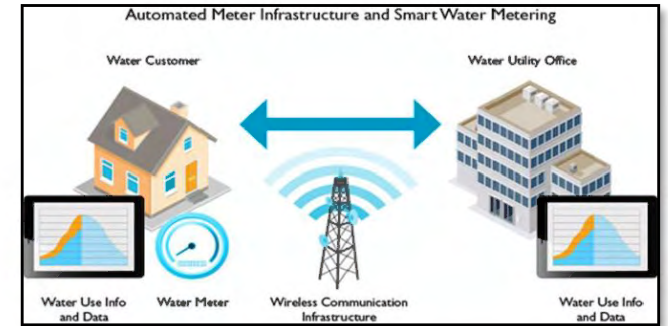 Automated Meter Infrastructure and Smart Water Metering
Water Customer
Water Utility Office
Water Use Info
and Data
Water Meter
Wireless Communication
Infrastructure
Water Use Info
and Data